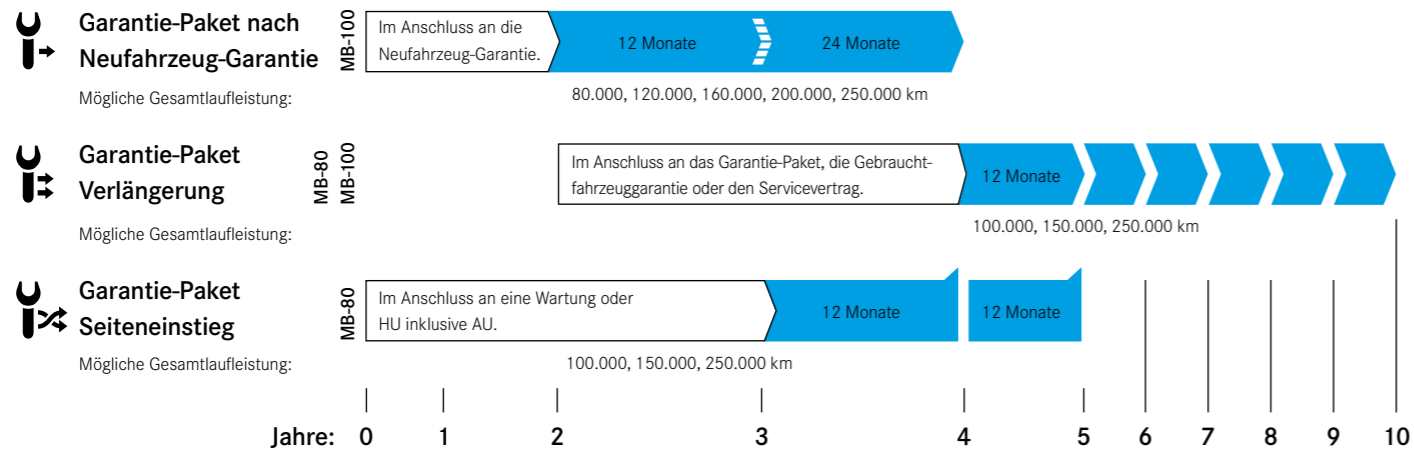 Garantie-Paket nach
Neufahrzeug-Garantie
MB-100
Im Anschluss an die
Neufahrzeug-Garantie.
12 Monate
24 Monate
Mögliche Gesamtlaufleistung:
80.000, 120.000, 160.000, 200.000, 250.000 km
Garantie-Paket
Verlängerung
MB-80
MB-100
Im Anschluss an das Garantie-Paket, die Gebraucht-
fahrzeuggarantie oder den Servicevertrag.
12 Monate
Mögliche Gesamtlaufleistung:
100.000, 150.000, 250.000 km
Garantie-Paket
Seiteneinstieg
MB-80
Im Anschluss an eine Wartung oder
HU inklusive AU.
12 Monate
12 Monate
Mögliche Gesamtlaufleistung:
100.000, 150.000, 250.000 km
Jahre: 0 1 2 3 4 5 6 7 8 9 10